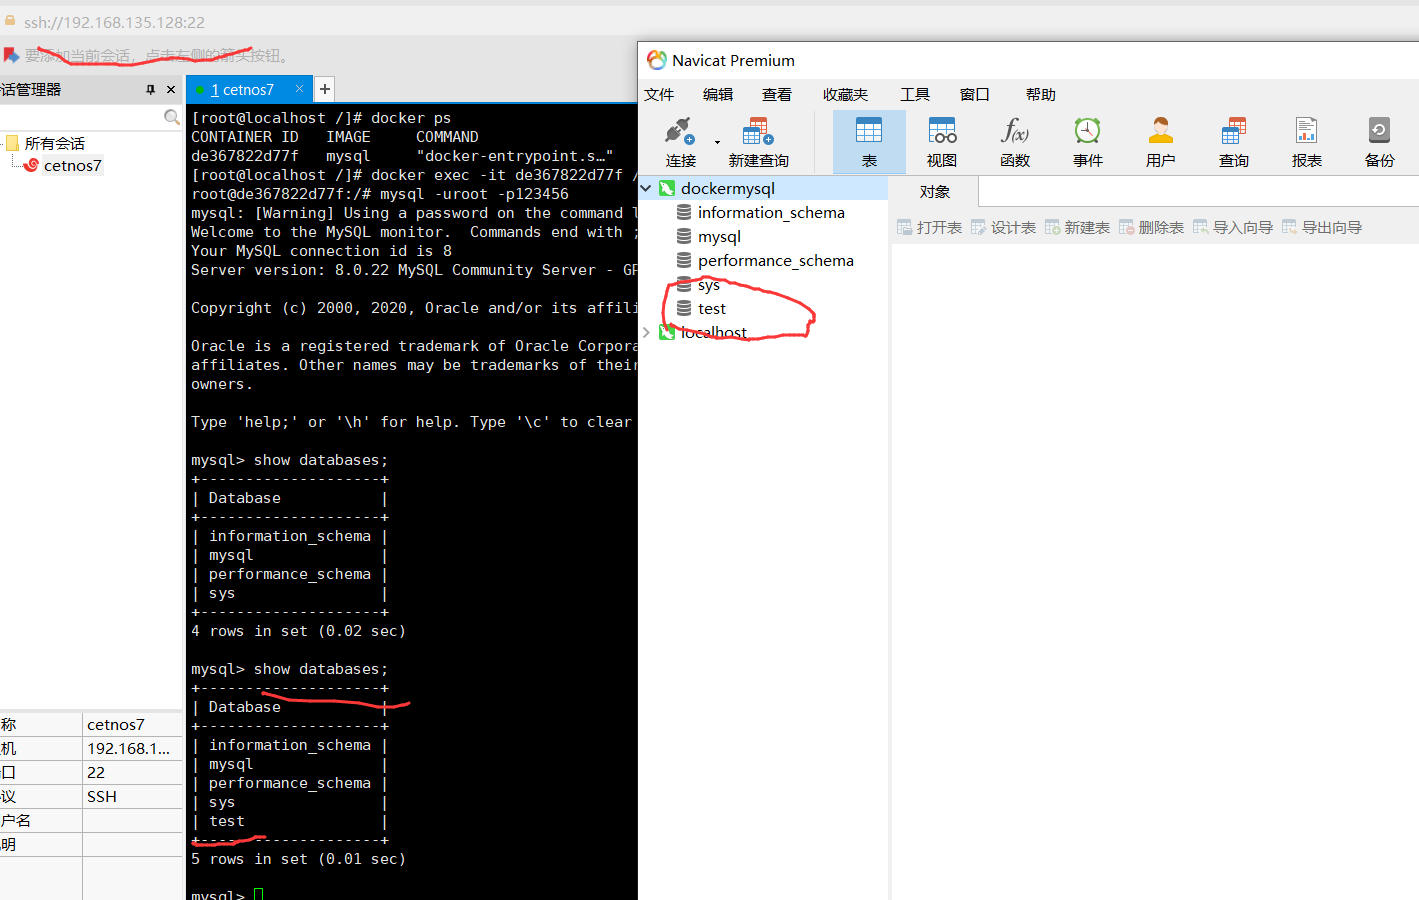 ssh://192.168.135.128:22
要添加当前会话，点击左侧的箭头按钮。
话管理器
所有会话
cetnos7
称 cetnos7
机 192.168.1...
口 22
议 SSH
户名
明
1 cetnos7 × +
[root@localhost /]# docker ps
CONTAINER ID   IMAGE     COMMAND
de367822d77f   mysql     "docker-entrypoint.s…"
[root@localhost /]# docker exec -it de367822d77f /
root@de367822d77f:/# mysql -uroot -p123456
mysql: [Warning] Using a password on the command l
Welcome to the MySQL monitor.  Commands end with ;
Your MySQL connection id is 8
Server version: 8.0.22 MySQL Community Server - GP
Copyright (c) 2000, 2020, Oracle and/or its affili
Oracle is a registered trademark of Oracle Corpora
affiliates. Other names may be trademarks of their
owners.
Type 'help;' or '\h' for help. Type '\c' to clear
mysql> show databases;
+--------------------+
| Database           |
+--------------------+
| information_schema |
| mysql              |
| performance_schema |
| sys                |
+--------------------+
4 rows in set (0.02 sec)
mysql> show databases;
+--------------------+
| Database           |
+--------------------+
| information_schema |
| mysql              |
| performance_schema |
| sys                |
| test               |
+--------------------+
5 rows in set (0.01 sec)
mysql>
Navicat Premium
文件 编辑 查看 收藏夹 工具 窗口 帮助
连接 新建查询 表 视图 函数 事件 用户 查询 报表 备份
dockermysql
information_schema
mysql
performance_schema
sys
test
localhost
对象
打开表 设计表 新建表 删除表 导入向导 导出向导